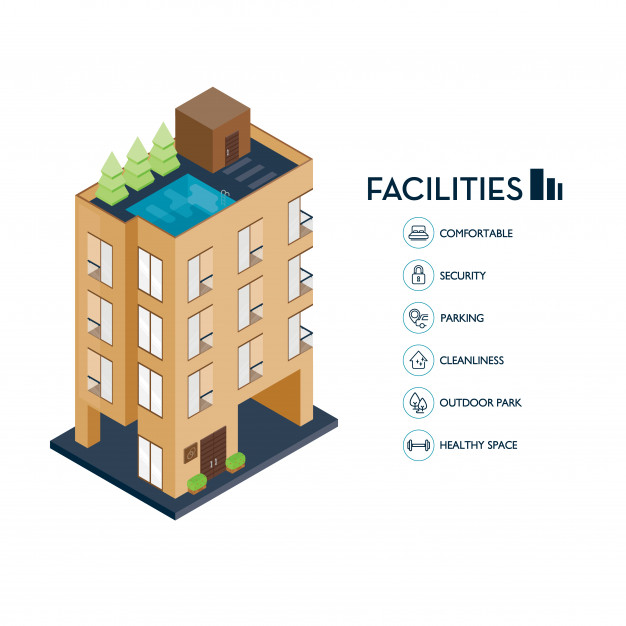 FACILITIES
COMFORTABLE
SECURITY
PARKING
CLEANLINESS
OUTDOOR PARK
HEALTHY SPACE